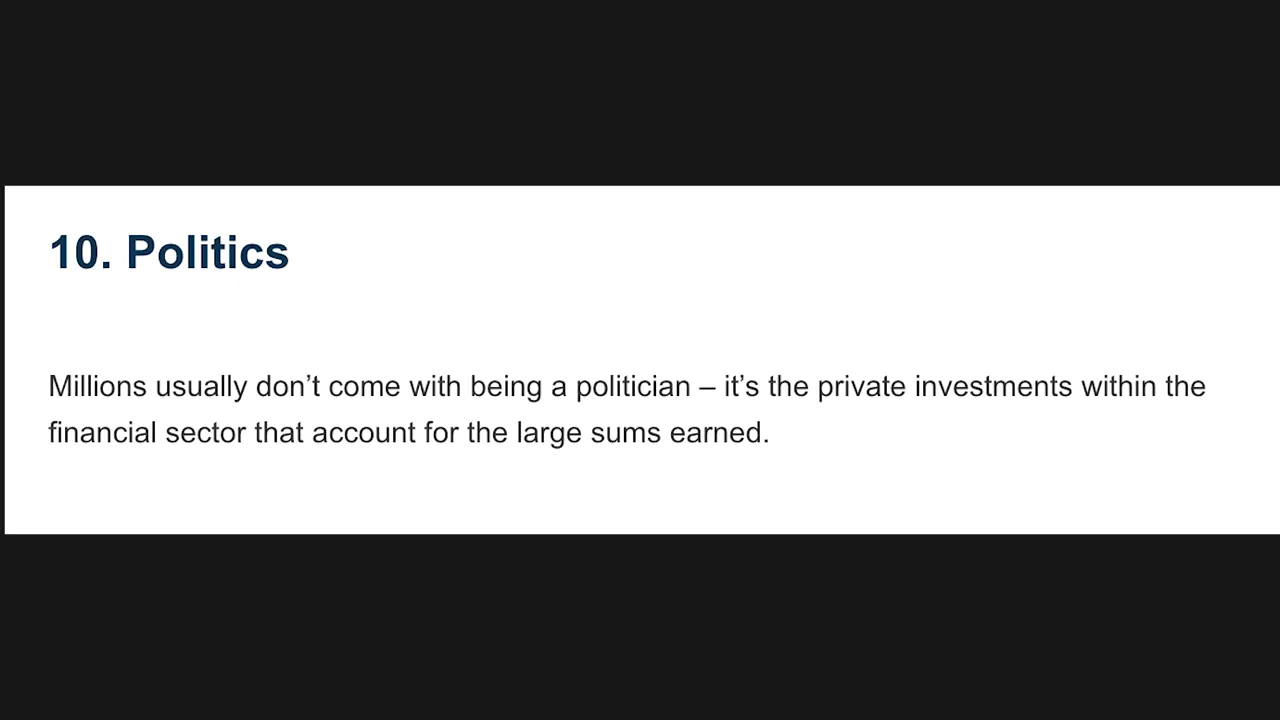 10. Politics
Millions usually don’t come with being a politician – it’s the private investments within the
financial sector that account for the large sums earned.